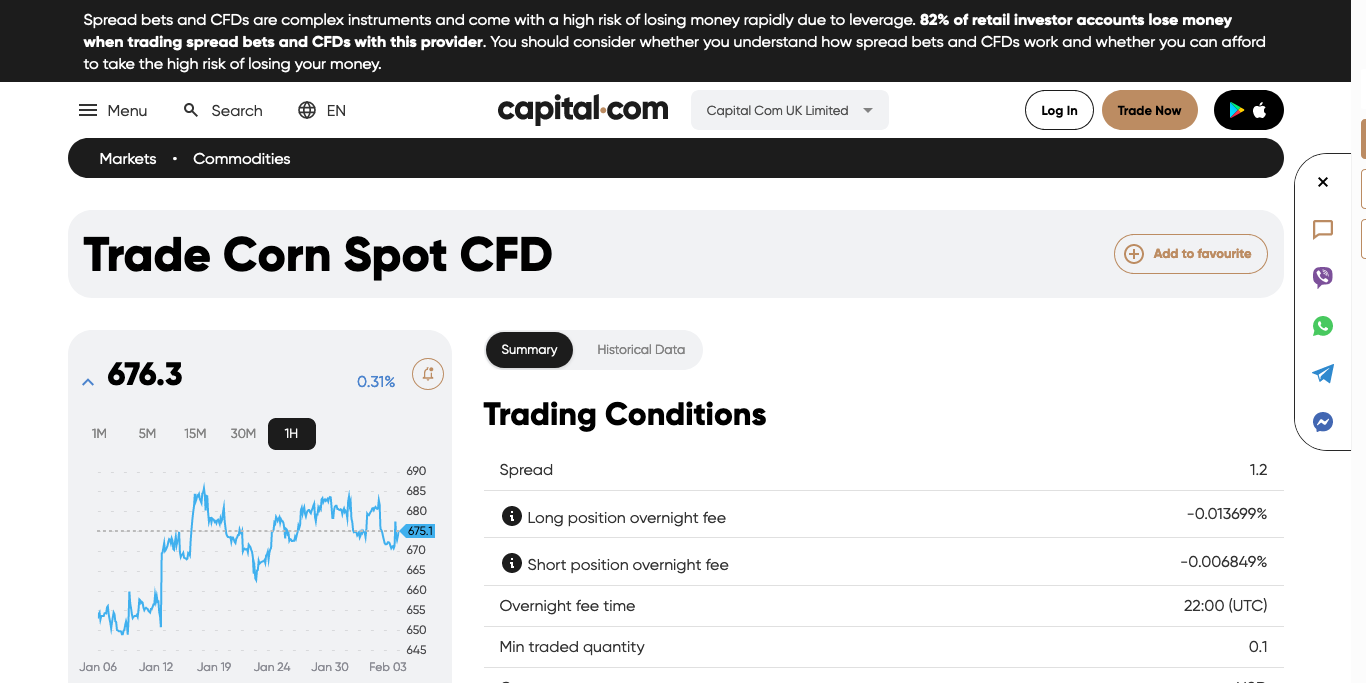 Spread bets and CFDs are complex instruments and come with a high risk of losing money rapidly due to leverage. 82% of retail investor accounts lose money
when trading spread bets and CFDs with this provider. You should consider whether you understand how spread bets and CFDs work and whether you can afford
to take the high risk of losing your money.
Menu
Search
EN
capital.com
Capital Com UK Limited
Log In
Trade Now
Markets • Commodities
Trade Corn Spot CFD
Add to favourite
676.3
0.31%
1M 5M 15M 30M 1H
690
685
680
675.1
670
665
660
655
650
645
Jan 06 Jan 12 Jan 19 Jan 24 Jan 30 Feb 03
Summary
Historical Data
Trading Conditions
Spread 1.2
Long position overnight fee -0.013699%
Short position overnight fee -0.006849%
Overnight fee time 22:00 (UTC)
Min traded quantity 0.1